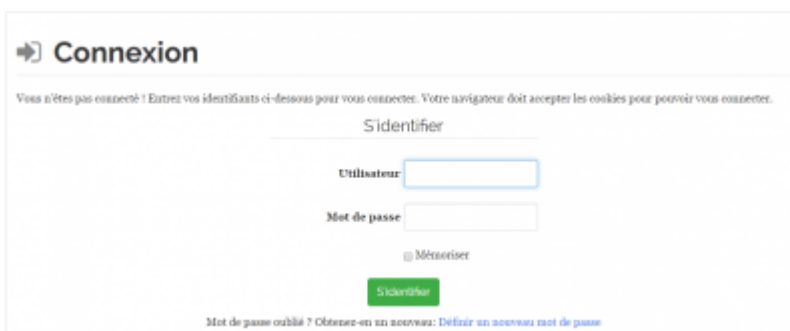 Connexion
Vous n'êtes pas connecté ! Entrez vos identifiants ci-dessous pour vous connecter. Votre navigateur doit accepter les cookies pour pouvoir vous connecter.
S'identifier
Utilisateur
Mot de passe
Mémoriser
S'identifier
Mot de passe oublié ? Obtenez-en un nouveau: Définir un nouveau mot de passe